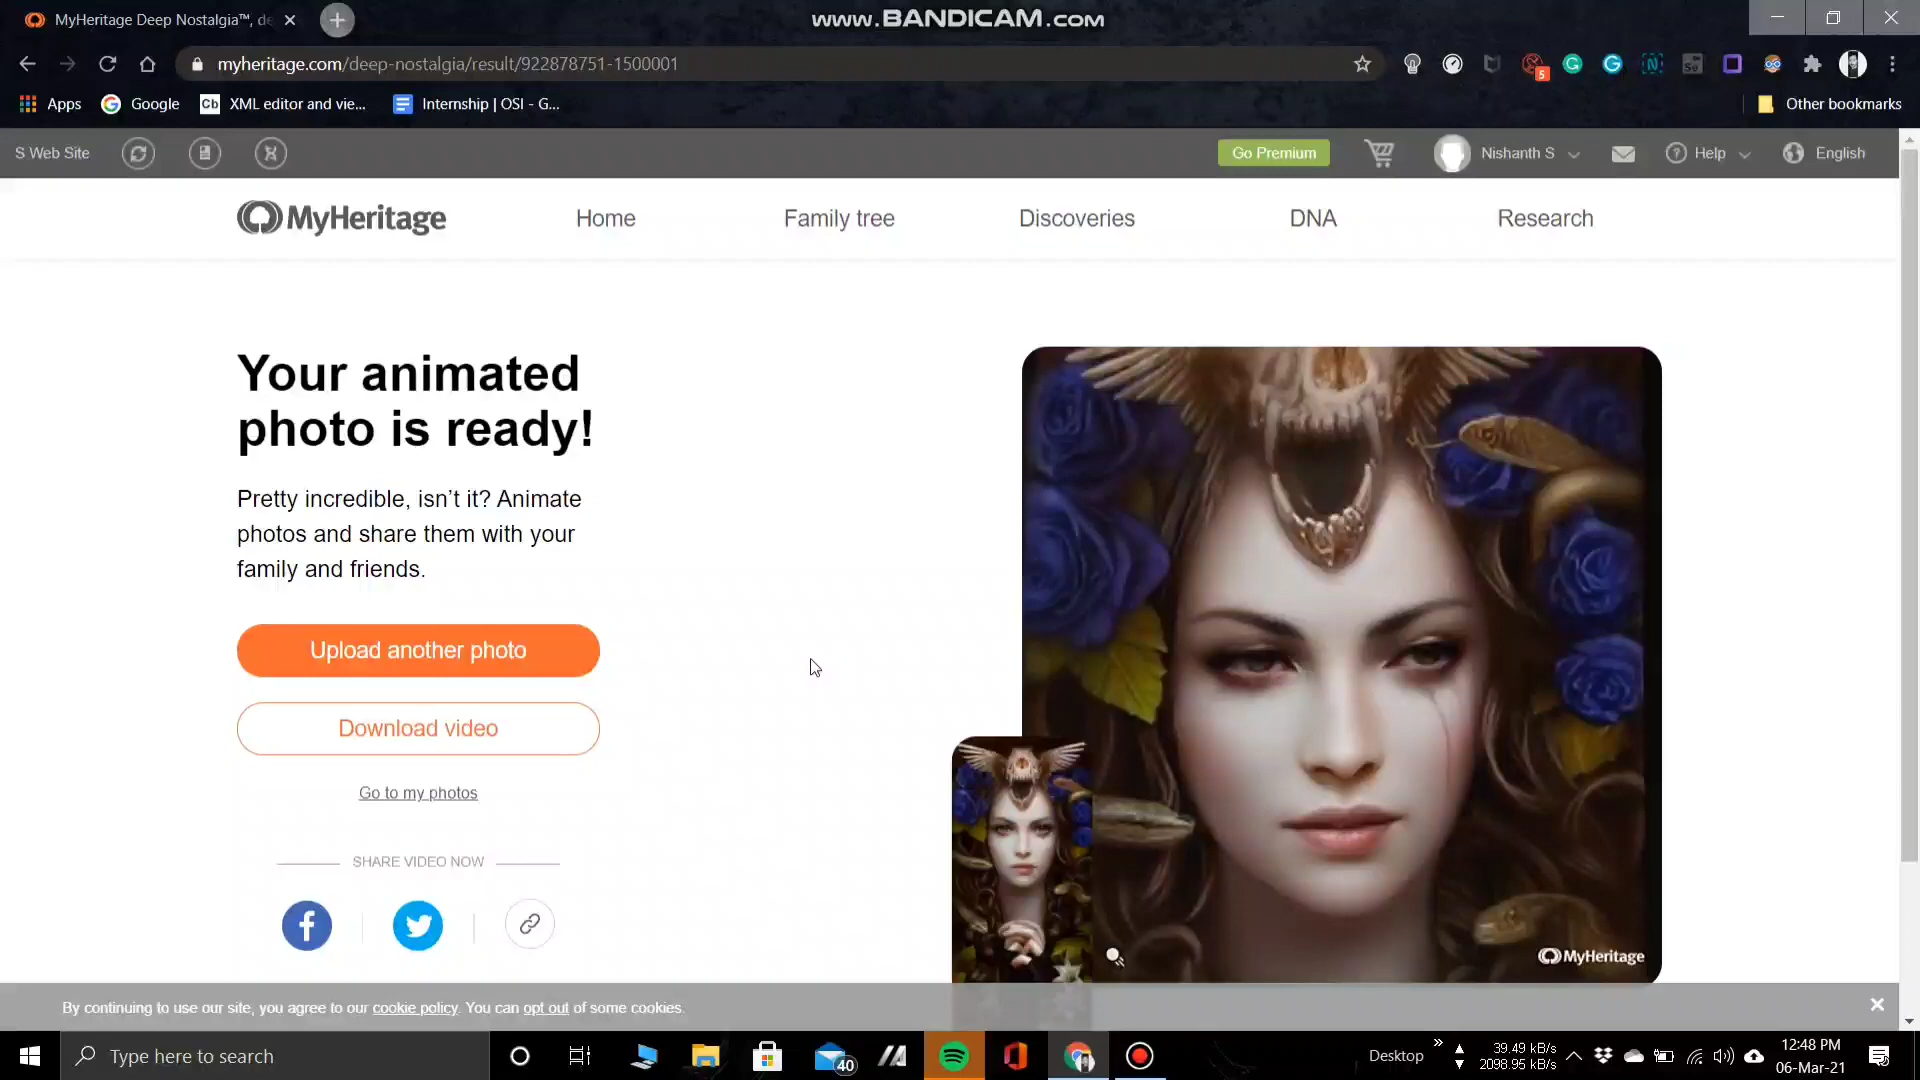 MyHeritage Deep Nostalgia™, de
www.BANDICAM.com
myheritage.com/deep-nostalgia/result/922878751-1500001
5
Apps
Google
Cb
XML editor and vie...
Internship | OSI - G...
Other bookmarks
S Web Site
Go Premium
Nishanth S
Help
English
MyHeritage
Home
Family tree
Discoveries
DNA
Research
Your animated
photo is ready!
Pretty incredible, isn't it? Animate
photos and share them with your
family and friends.
Upload another photo
Download video
Go to my photos
SHARE VIDEO NOW
MyHeritage
By continuing to use our site, you agree to our cookie policy. You can opt out of some cookies.
Type here to search
40
Desktop
39.49 kB/s
2098.95 kB/s
12:48 PM
06-Mar-21